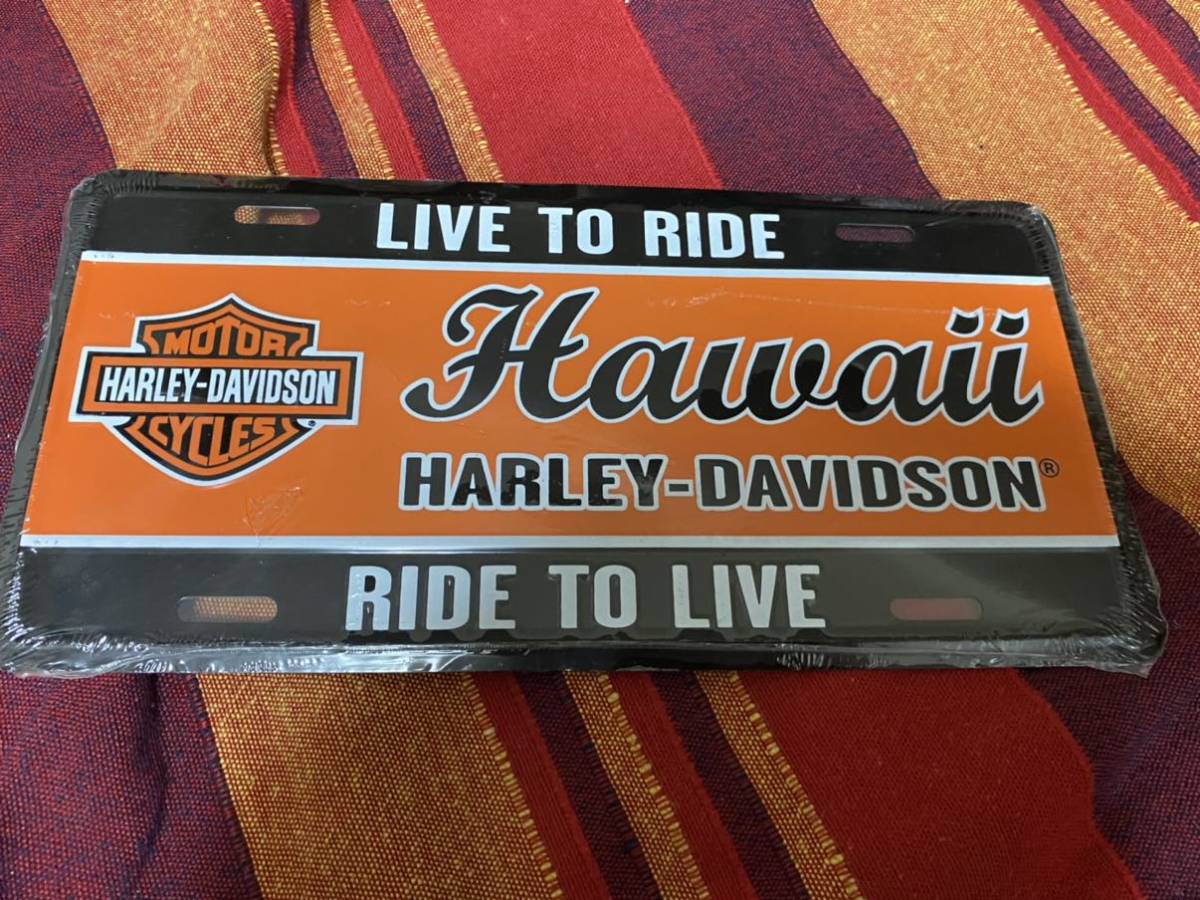 LIVE TO RIDE
MOTOR
HARLEY-DAVIDSON
CYCLES
Hawaii
HARLEY-DAVIDSON®
RIDE TO LIVE